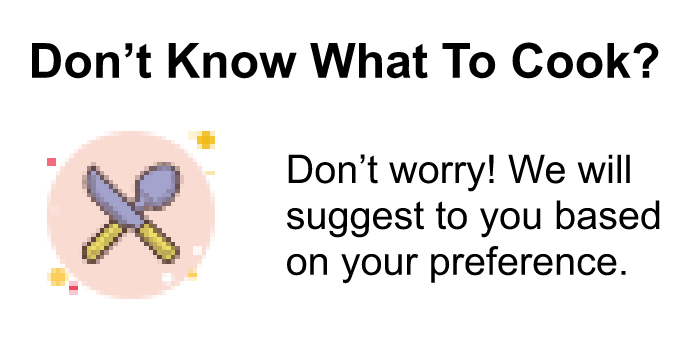 Don’t Know What To Cook?
Don’t worry! We will
suggest to you based
on your preference.